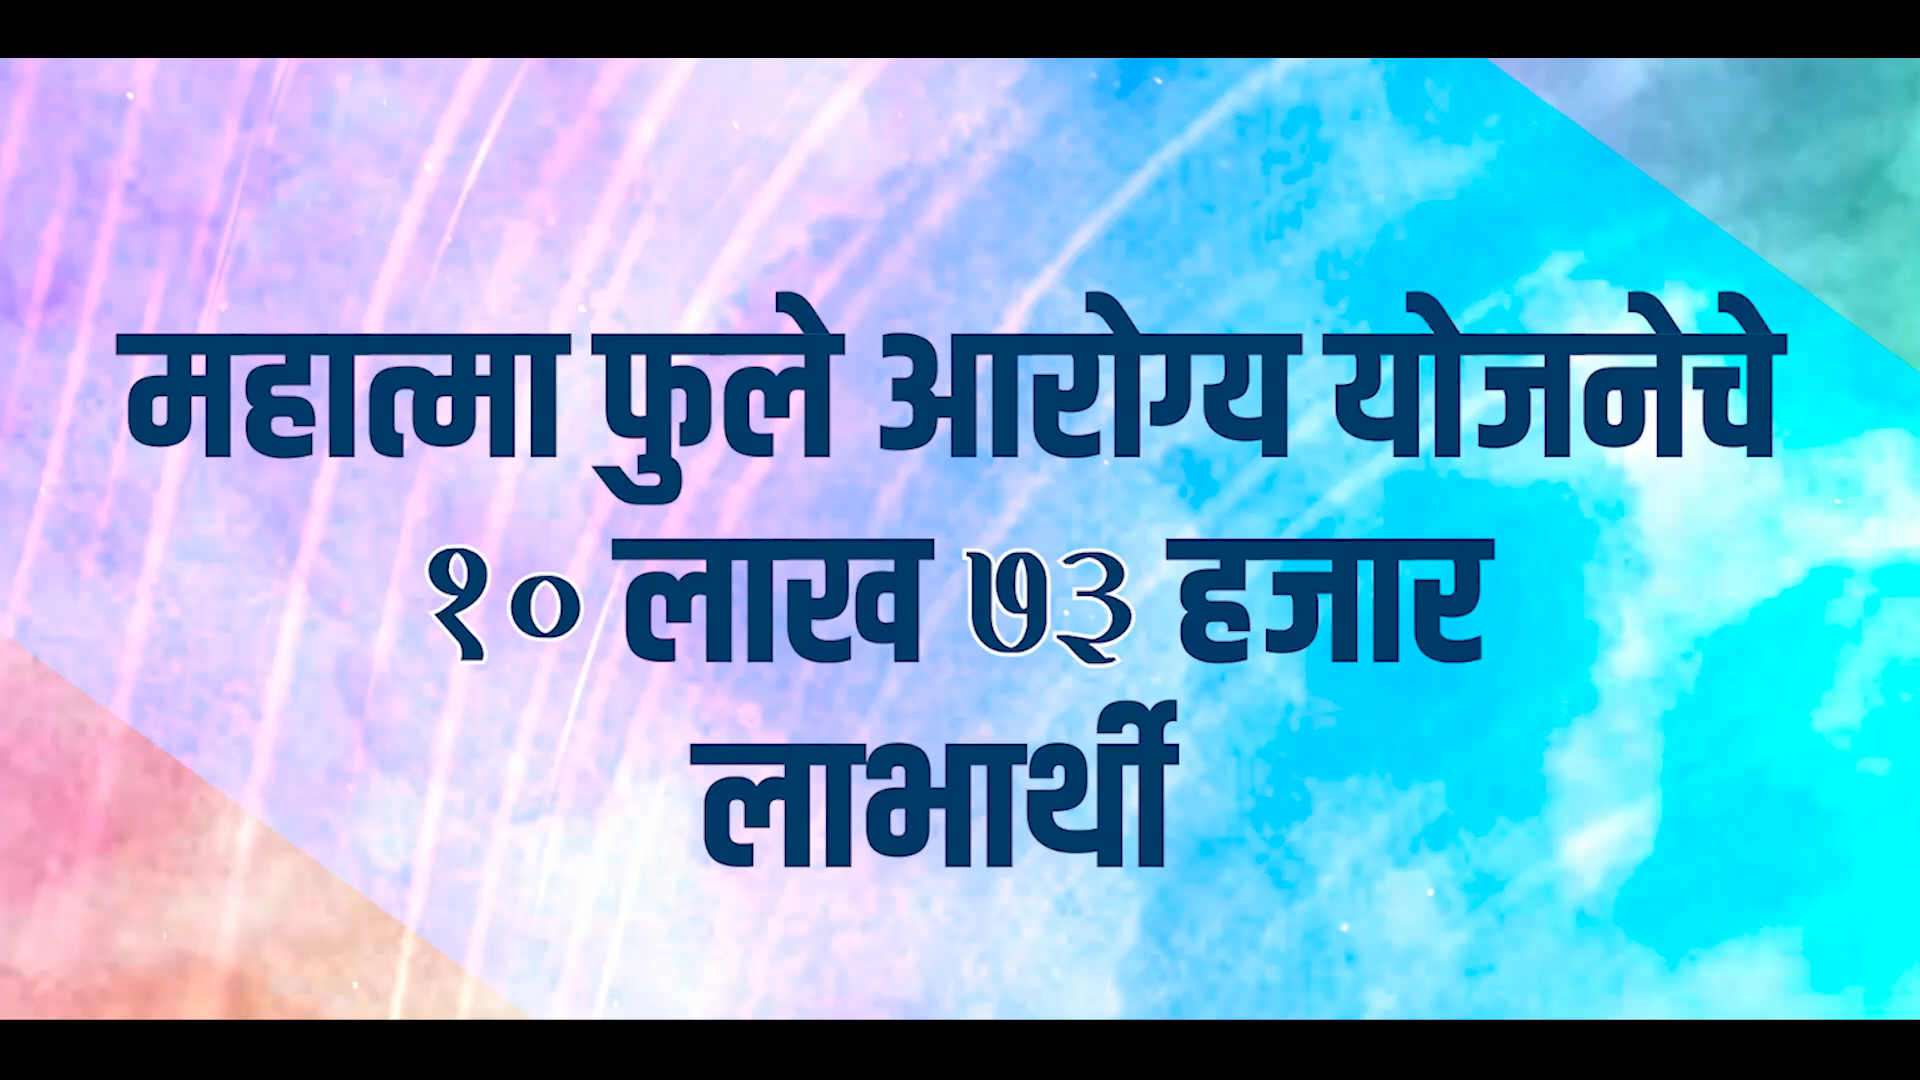 महात्मा फुले आरोग्य योजनेचे
१० लाख ७३ हजार
लाभार्थी